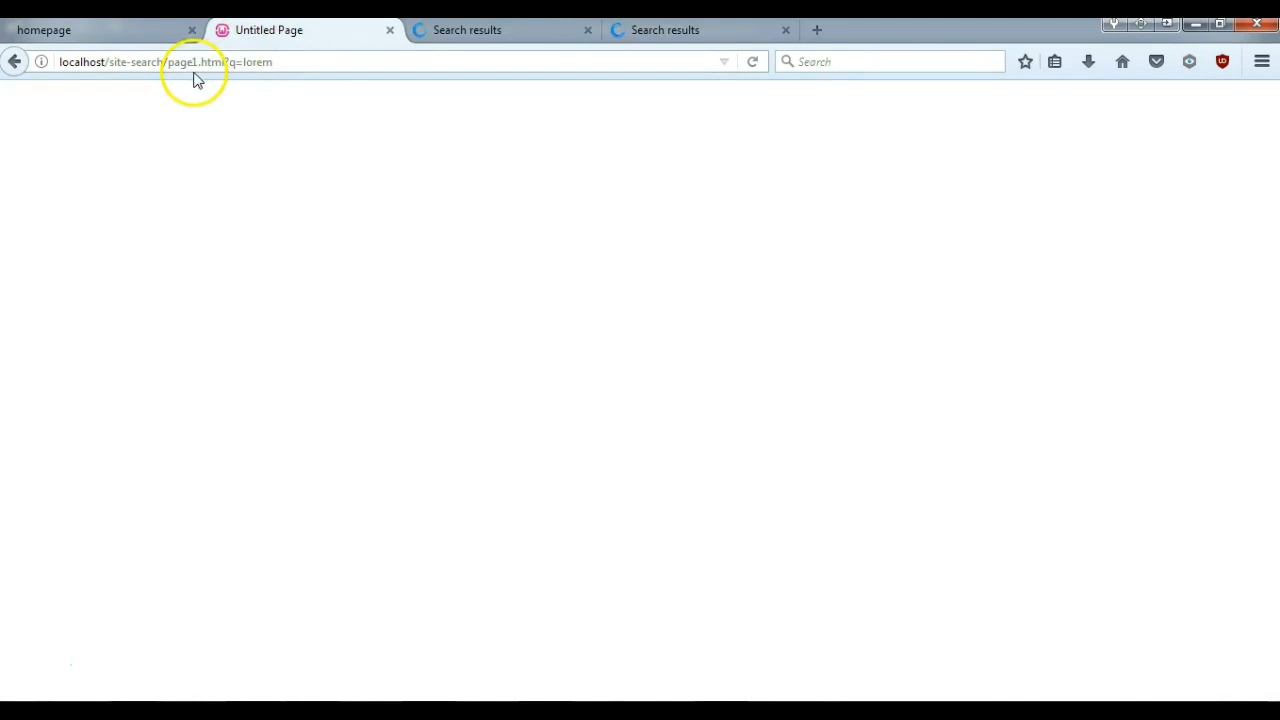 homepage
Untitled Page
Search results
Search results
localhost/site-search/page1.html?q=lorem
Search